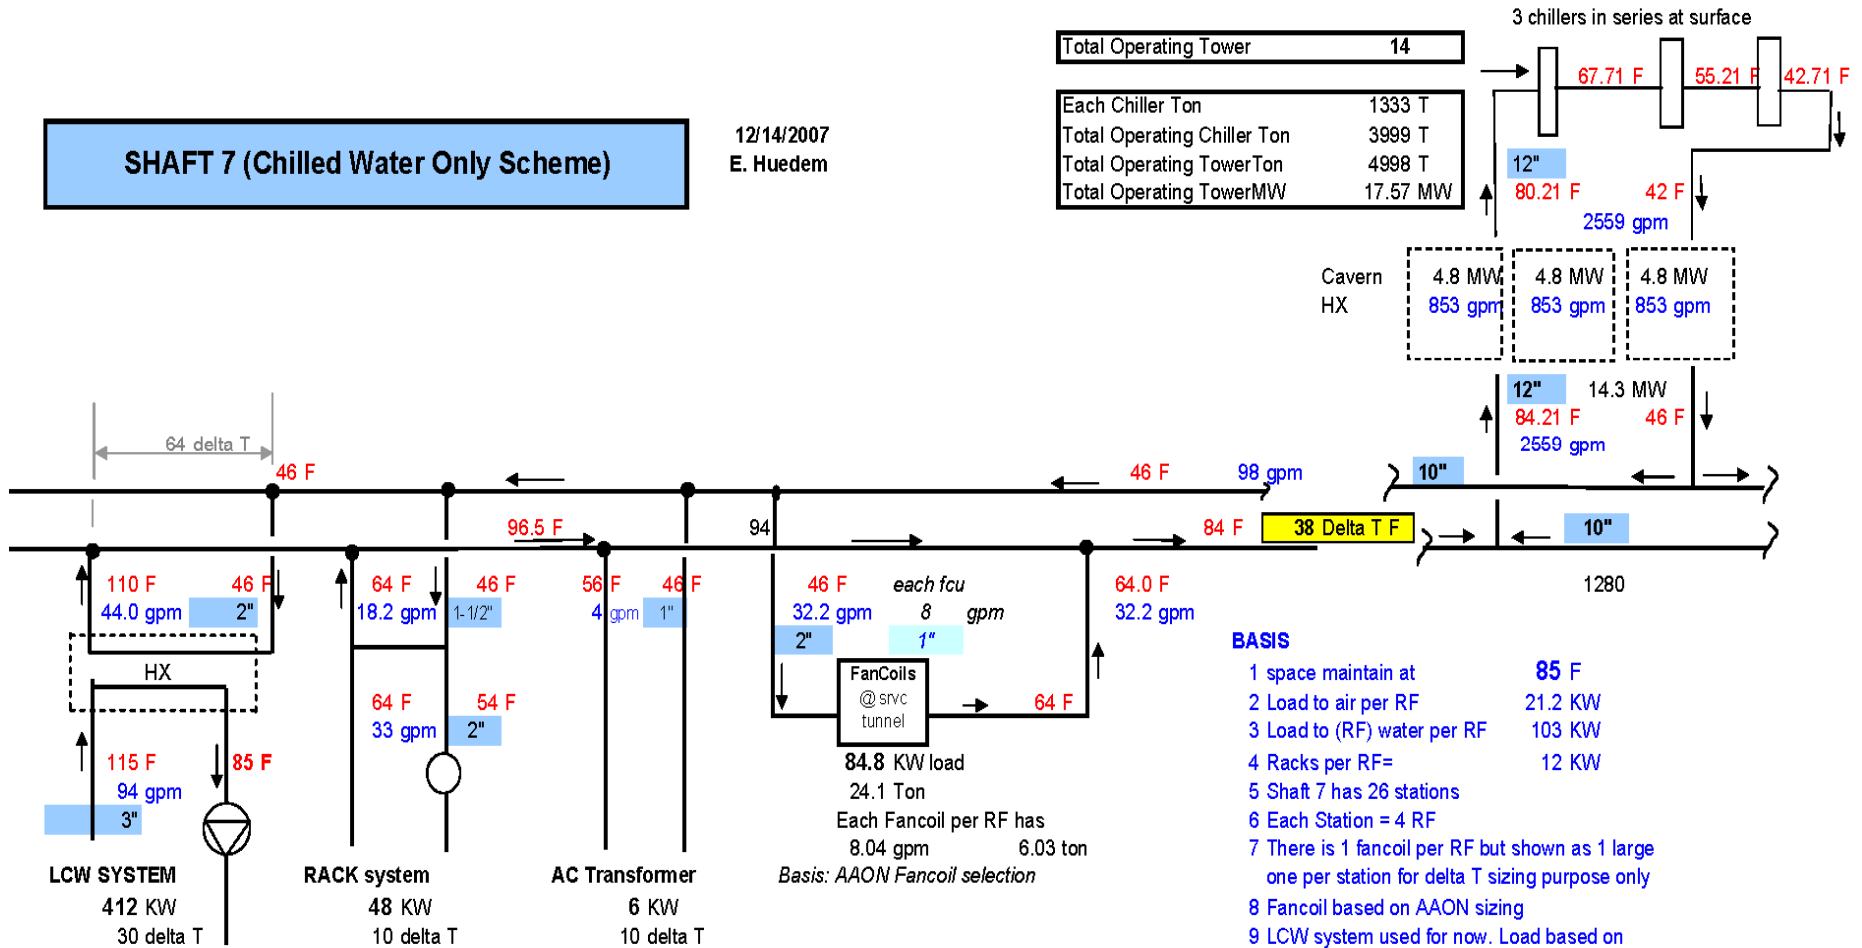 3 chillers in series at surface
Total Operating Tower 14
67.71 F 55.21 F 42.71 F
Each Chiller Ton 1333 T
Total Operating Chiller Ton 3999 T
Total Operating TowerTon 4998 T
Total Operating TowerMW 17.57 MW
12/14/2007
E. Huedem
SHAFT 7 (Chilled Water Only Scheme)
12"
80.21 F 42 F
2559 gpm
Cavern 4.8 MW 4.8 MW 4.8 MW
HX 853 gpm 853 gpm 853 gpm
12" 14.3 MW
84.21 F 46 F
2559 gpm
64 delta T
46 F 46 F 98 gpm 10"
96.5 F 94 84 F 38 Delta T F 10"
110 F 46 F 64 F 46 F 56 F 46 F 46 F each fcu 64.0 F 1280
44.0 gpm 2" 18.2 gpm 1-1/2" 4 gpm 1" 32.2 gpm 8 gpm 32.2 gpm
2" 1"
HX
FanCoils
@ srvc
tunnel
64 F 54 F 64 F
33 gpm 2"
115 F 85 F
94 gpm
3"
84.8 KW load
24.1 Ton
Each Fancoil per RF has
8.04 gpm 6.03 ton
Basis: AAON Fancoil selection
LCW SYSTEM RACK system AC Transformer
412 KW 48 KW 6 KW
30 delta T 10 delta T 10 delta T
BASIS
1 space maintain at 85 F
2 Load to air per RF 21.2 KW
3 Load to (RF) water per RF 103 KW
4 Racks per RF= 12 KW
5 Shaft 7 has 26 stations
6 Each Station = 4 RF
7 There is 1 fancoil per RF but shown as 1 large
one per station for delta T sizing purpose only
8 Fancoil based on AAON sizing
9 LCW system used for now. Load based on